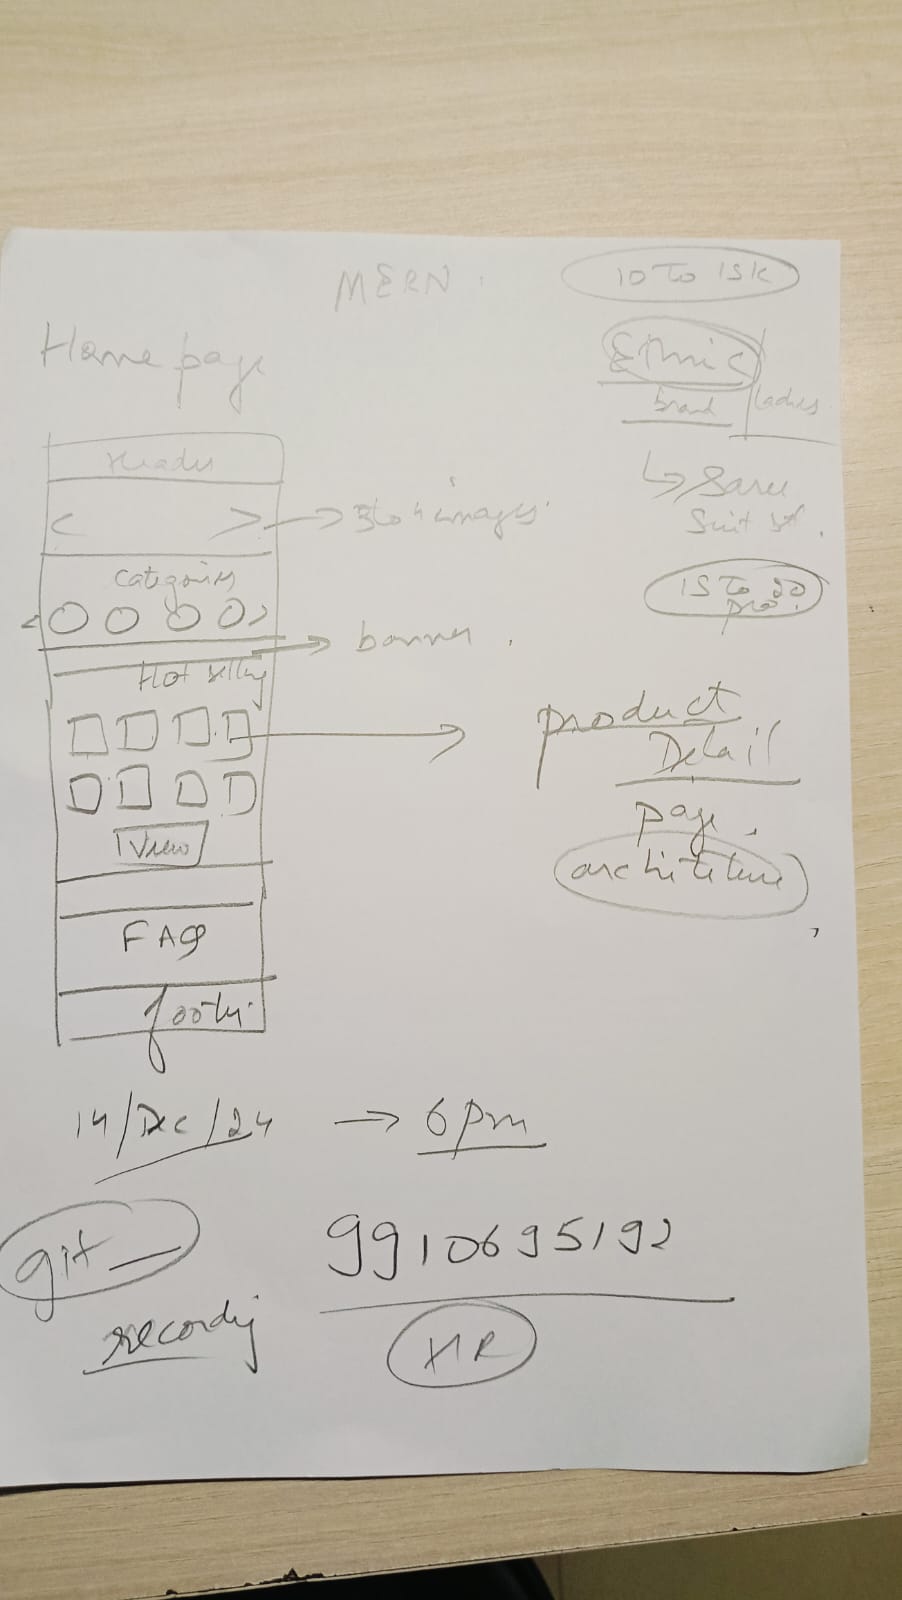 MERN.
10 To 15k
Home page
Ethnic
brand
ladies
Header
Saree
Suit set.
< >
3 to 4 images.
Categories
15 To 20
pro.
banner.
Hot selling
product
Detail
page.
View
FAQ
footer
14/Dec/24 → 6pm
git
9910695192
recording
HR